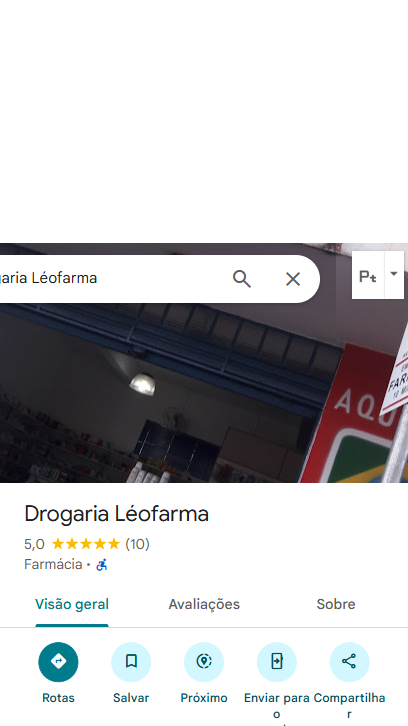 garia Léofarma
Pt
AQU
FAR
Drogaria Léofarma
5,0 (10)
Farmácia ·
Visão geral Avaliações Sobre
Rotas Salvar Próximo Enviar para o Compartilhar